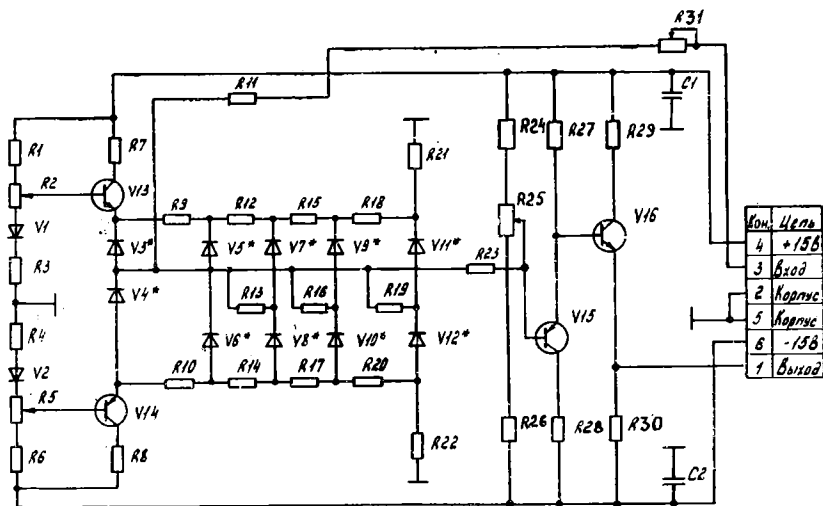 R31
R11
C1
R1
R7
R24
R27
R29
R21
R2
V13
R9
R12
R15
R18
R25
V16
V1
V3*
V5*
V7*
V9*
V11*
R23
Кон. Цепь
4 +15В
3 Вход
2 Корпус
5 Корпус
6 -15В
1 Выход
R3
V4*
R13
R16
R19
V15
R4
V6*
V8*
V10*
V12*
V2
R10
R14
R17
R20
R5
V14
R26
R28
R30
R6
R8
R22
C2